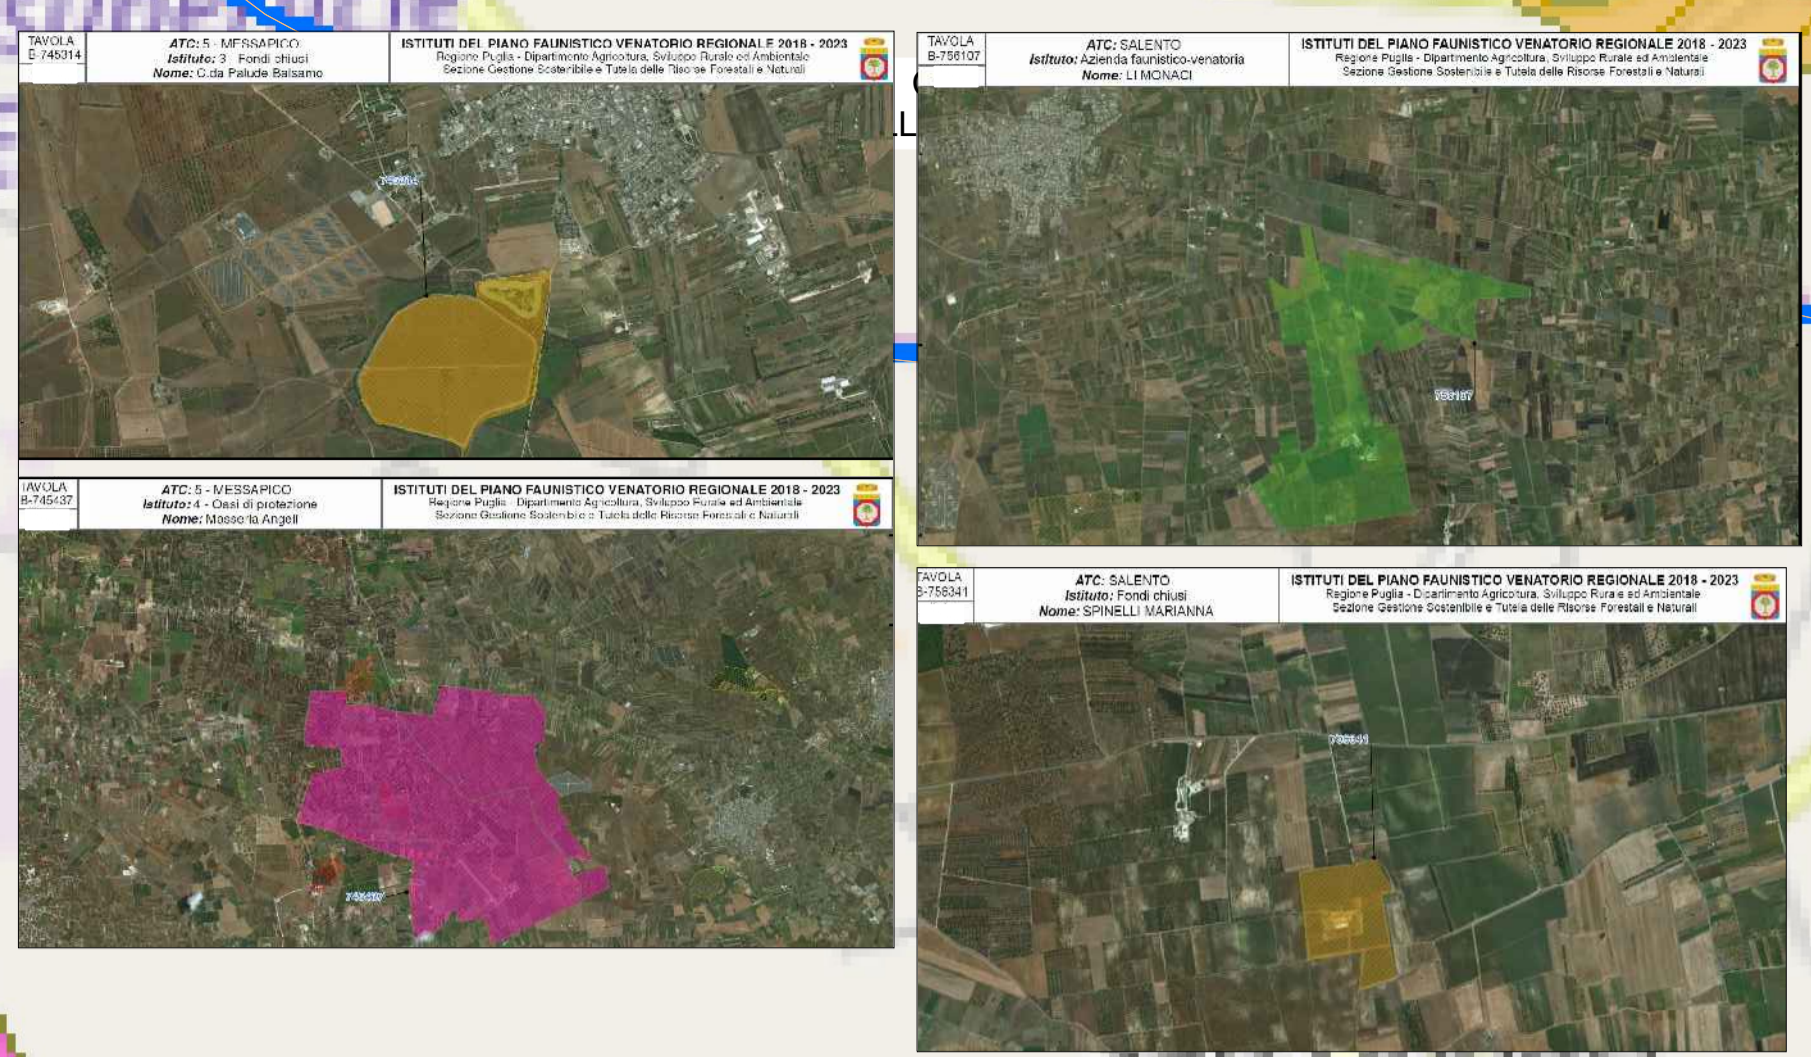 TAVOLA
B-745314
ATC: 5 - MESSAPICO
Istituto: 3 Fondi chiusi
Nome: C.da Palude Balsamo
ISTITUTI DEL PIANO FAUNISTICO VENATORIO REGIONALE 2018 - 2023
Regione Puglia - Dipartimento Agricoltura, Sviluppo Rurale ed Ambientale
Sezione Gestione Sostenibile e Tutela delle Risorse Forestali e Naturali
745314
TAVOLA
B-756107
ATC: SALENTO
Istituto: Azienda faunistico-venatoria
Nome: LI MONACI
ISTITUTI DEL PIANO FAUNISTICO VENATORIO REGIONALE 2018 - 2023
Regione Puglia - Dipartimento Agricoltura, Sviluppo Rurale ed Ambientale
Sezione Gestione Sostenibile e Tutela delle Risorse Forestali e Naturali
756107
TAVOLA
B-745437
ATC: 5 - MESSAPICO
Istituto: 4 - Oasi di protezione
Nome: Masseria Angeli
ISTITUTI DEL PIANO FAUNISTICO VENATORIO REGIONALE 2018 - 2023
Regione Puglia - Dipartimento Agricoltura, Sviluppo Rurale ed Ambientale
Sezione Gestione Sostenibile e Tutela delle Risorse Forestali e Naturali
745437
TAVOLA
B-756341
ATC: SALENTO
Istituto: Fondi chiusi
Nome: SPINELLI MARIANNA
ISTITUTI DEL PIANO FAUNISTICO VENATORIO REGIONALE 2018 - 2023
Regione Puglia - Dipartimento Agricoltura, Sviluppo Rurale ed Ambientale
Sezione Gestione Sostenibile e Tutela delle Risorse Forestali e Naturali
756341